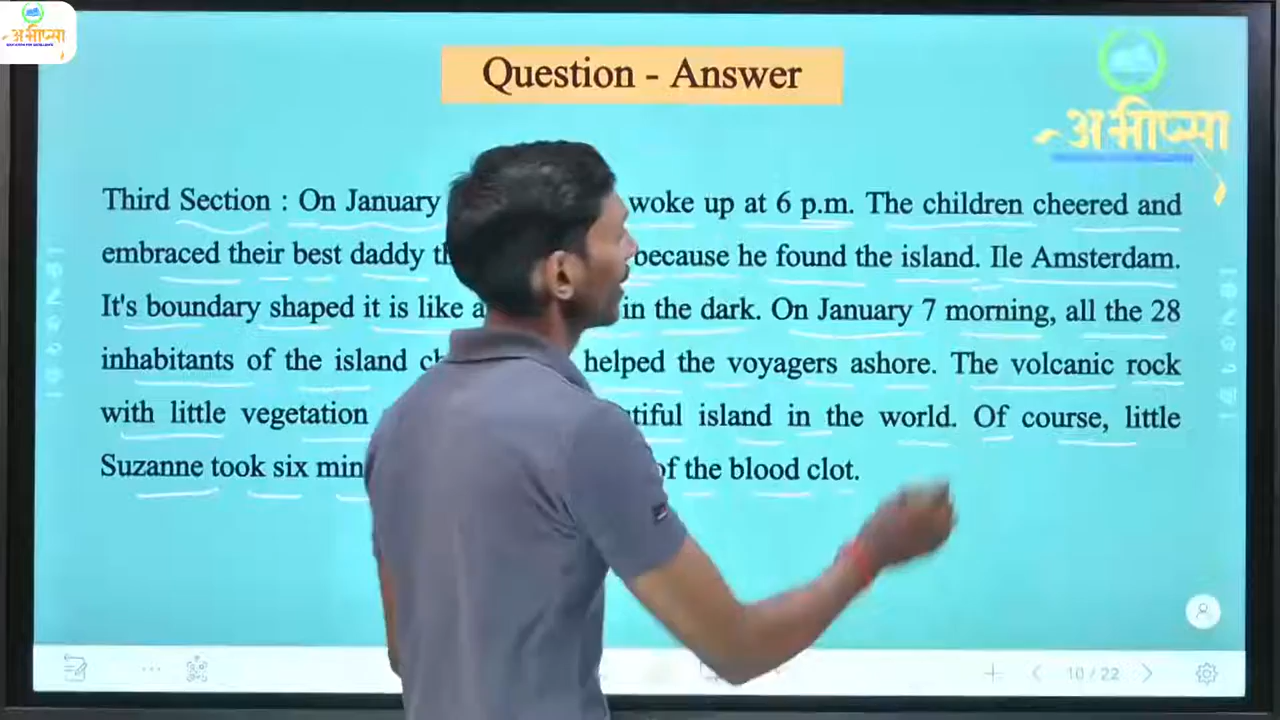 अभीप्सा
Question - Answer
अभीप्सा
Third Section : On January woke up at 6 p.m. The children cheered and
embraced their best daddy because he found the island. Ile Amsterdam.
It's boundary shaped it is like a in the dark. On January 7 morning, all the 28
inhabitants of the island helped the voyagers ashore. The volcanic rock
with little vegetation island in the world. Of course, little
Suzanne took six of the blood clot.
10 / 22